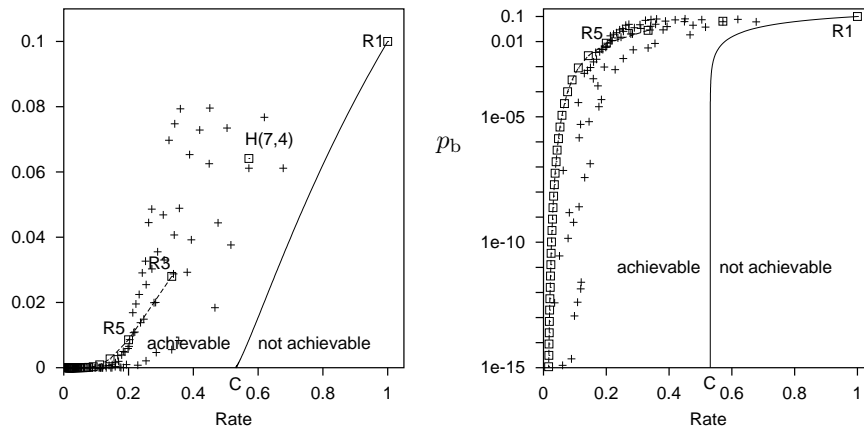 0.1
0.08
0.06
0.04
0.02
0
R1
H(7,4)
R3
R5
achievable
not achievable
0 0.2 0.4 C 0.6 0.8 1
Rate
p_b
0.1
0.01
1e-05
1e-10
1e-15
R5
R1
achievable
not achievable
0 0.2 0.4 C 0.6 0.8 1
Rate